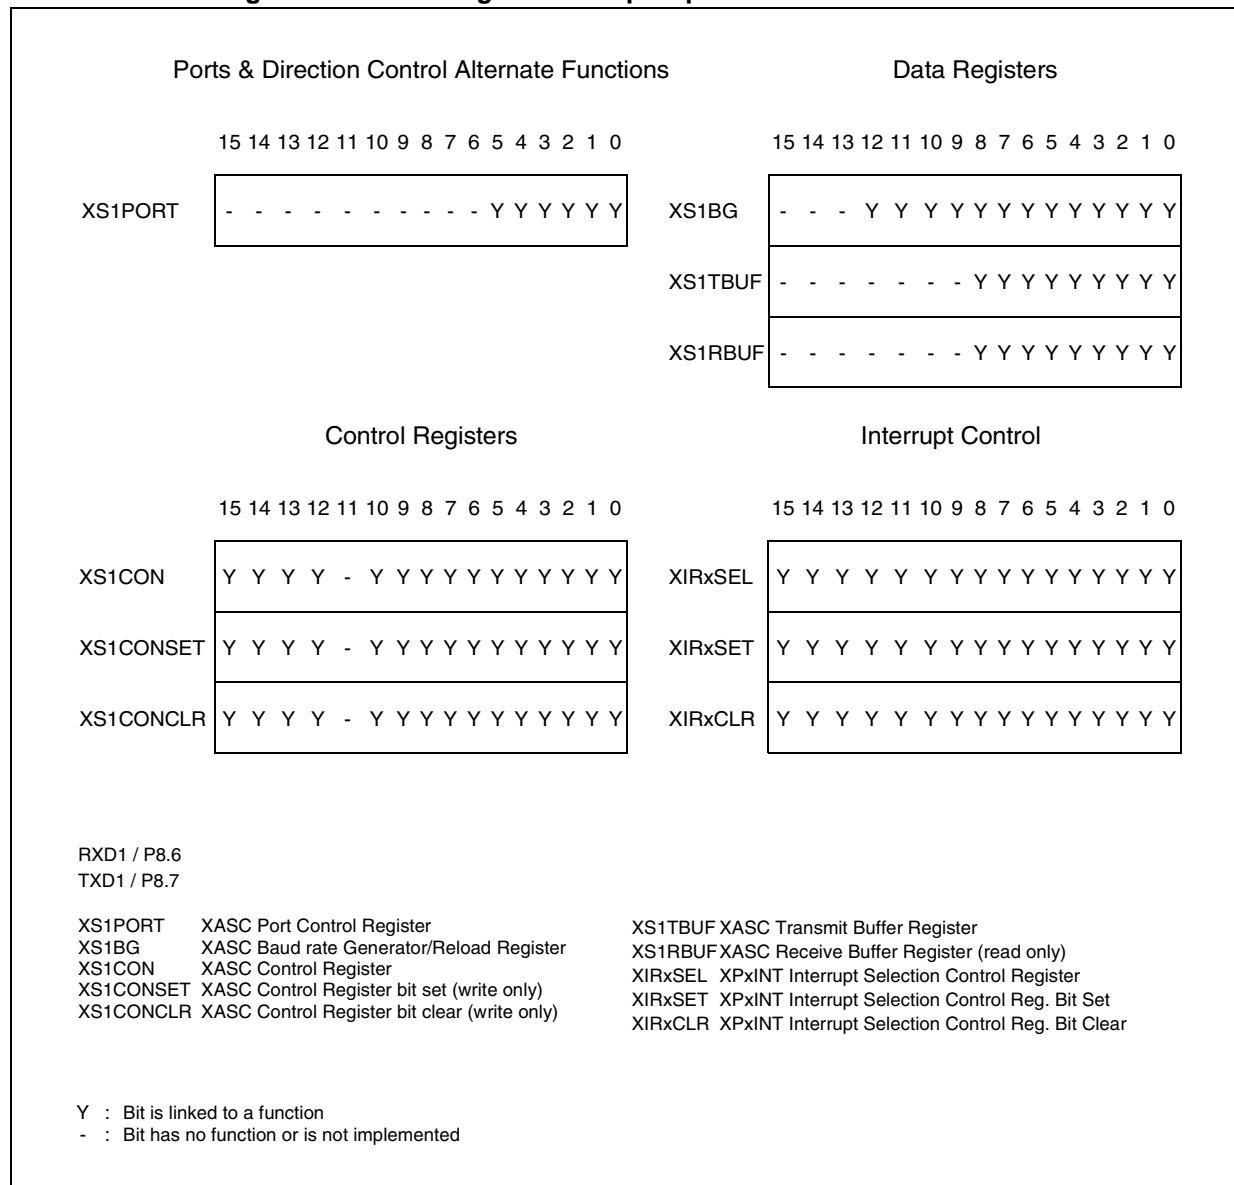 Ports & Direction Control Alternate Functions
Data Registers
15 14 13 12 11 10 9 8 7 6 5 4 3 2 1 0
15 14 13 12 11 10 9 8 7 6 5 4 3 2 1 0
XS1PORT - - - - - - - - - - Y Y Y Y Y Y
XS1BG - - - Y Y Y Y Y Y Y Y Y Y Y Y Y
XS1TBUF - - - - - - - Y Y Y Y Y Y Y Y Y
XS1RBUF - - - - - - - Y Y Y Y Y Y Y Y Y
Control Registers
Interrupt Control
15 14 13 12 11 10 9 8 7 6 5 4 3 2 1 0
15 14 13 12 11 10 9 8 7 6 5 4 3 2 1 0
XS1CON Y Y Y Y - Y Y Y Y Y Y Y Y Y Y Y
XIRxSEL Y Y Y Y Y Y Y Y Y Y Y Y Y Y Y Y
XS1CONSET Y Y Y Y - Y Y Y Y Y Y Y Y Y Y Y
XIRxSET Y Y Y Y Y Y Y Y Y Y Y Y Y Y Y Y
XS1CONCLR Y Y Y Y - Y Y Y Y Y Y Y Y Y Y Y
XIRxCLR Y Y Y Y Y Y Y Y Y Y Y Y Y Y Y Y
RXD1 / P8.6
TXD1 / P8.7
XS1PORT XASC Port Control Register
XS1BG XASC Baud rate Generator/Reload Register
XS1CON XASC Control Register
XS1CONSET XASC Control Register bit set (write only)
XS1CONCLR XASC Control Register bit clear (write only)
XS1TBUF XASC Transmit Buffer Register
XS1RBUF XASC Receive Buffer Register (read only)
XIRxSEL XPxINT Interrupt Selection Control Register
XIRxSET XPxINT Interrupt Selection Control Reg. Bit Set
XIRxCLR XPxINT Interrupt Selection Control Reg. Bit Clear
Y : Bit is linked to a function
- : Bit has no function or is not implemented